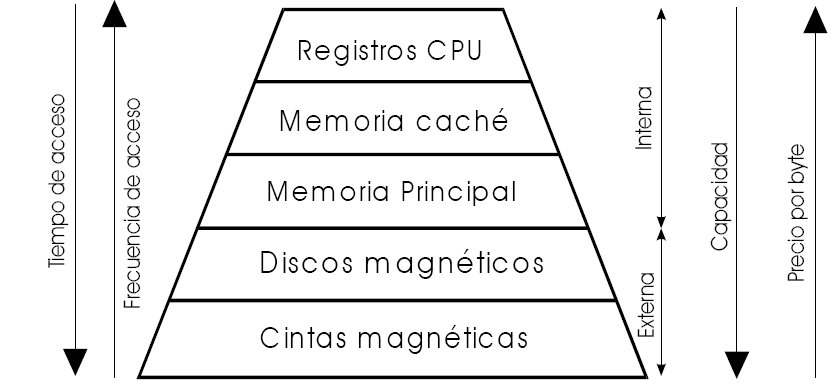 Registros CPU
Memoria caché
Memoria Principal
Discos magnéticos
Cintas magnéticas
Tiempo de acceso
Frecuencia de acceso
Interna
Externa
Capacidad
Precio por byte